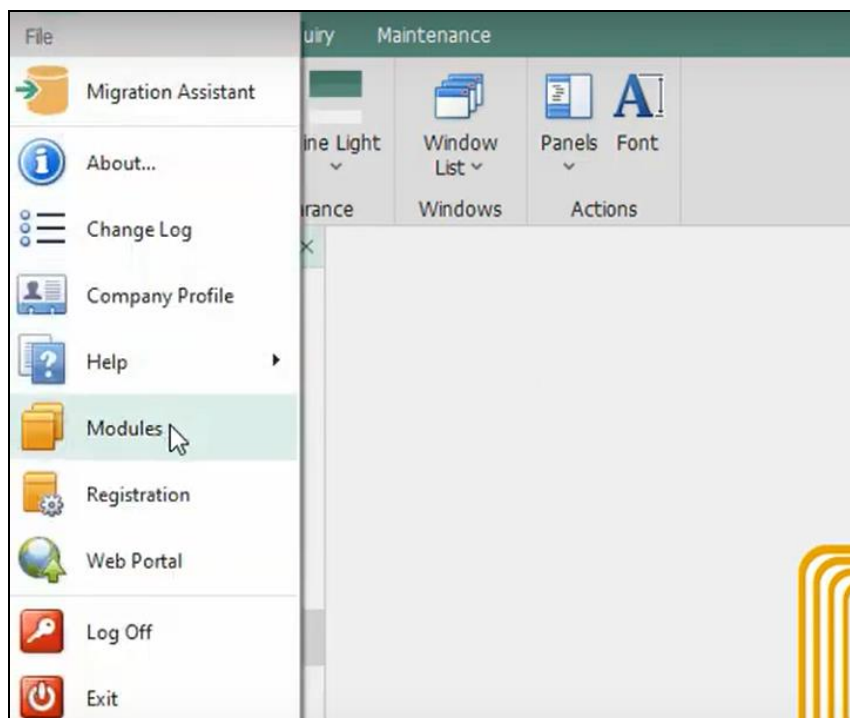 File
uiry Maintenance
Migration Assistant
About...
Change Log
Company Profile
Help
Modules
Registration
Web Portal
Log Off
Exit
ine Light
Window
List
Panels
Font
rance
Windows
Actions